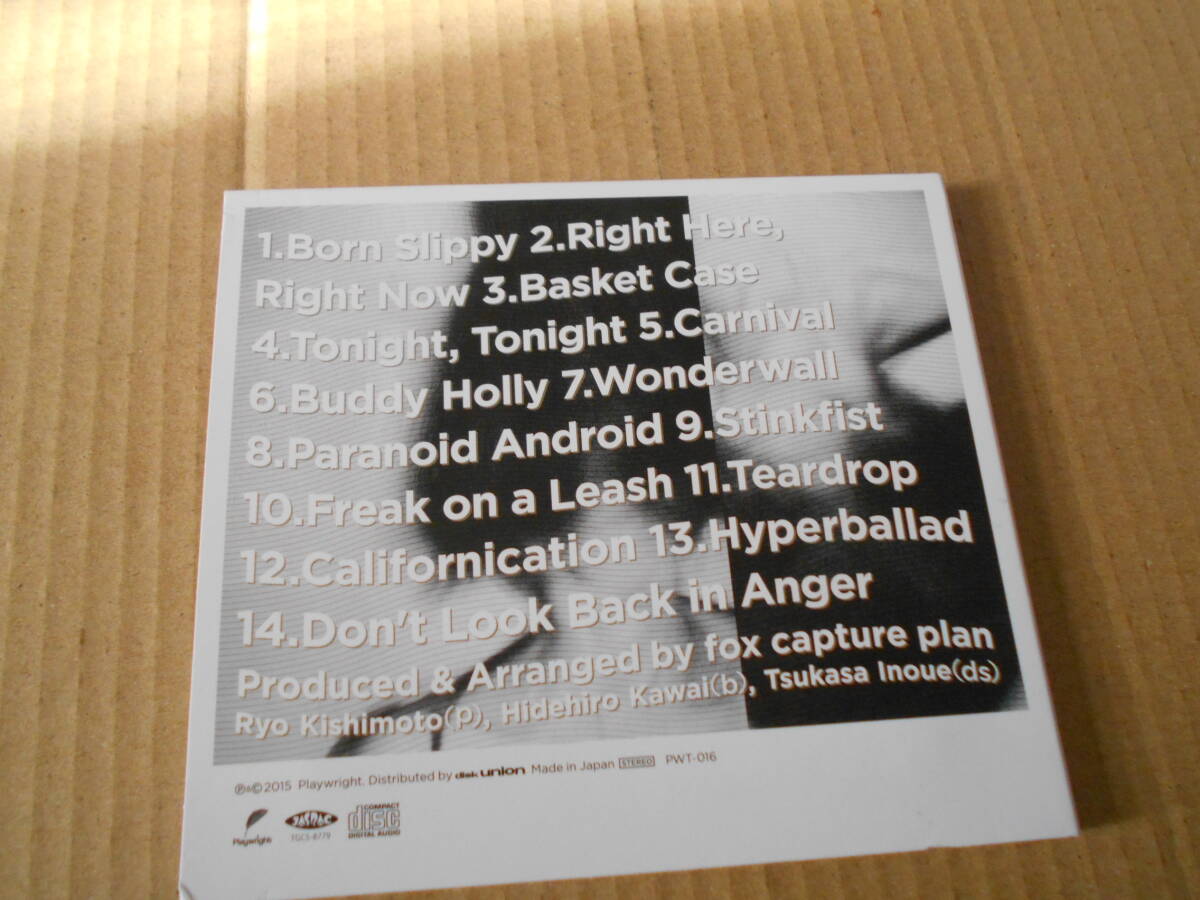 1.Born Slippy 2.Right Here,
Right Now 3.Basket Case
4.Tonight, Tonight 5.Carnival
6.Buddy Holly 7.Wonderwall
8.Paranoid Android 9.Stinkfist
10.Freak on a Leash 11.Teardrop
12.Californication 13.Hyperballad
14.Don't Look Back in Anger
Produced & Arranged by fox capture plan
Ryo Kishimoto(p), Hidehiro Kawai(b), Tsukasa Inoue(ds)
℗&©2015 Playwright. Distributed by disk union Made in Japan STEREO PWT-016
Playwright JASRAC COMPACT disc DIGITAL AUDIO